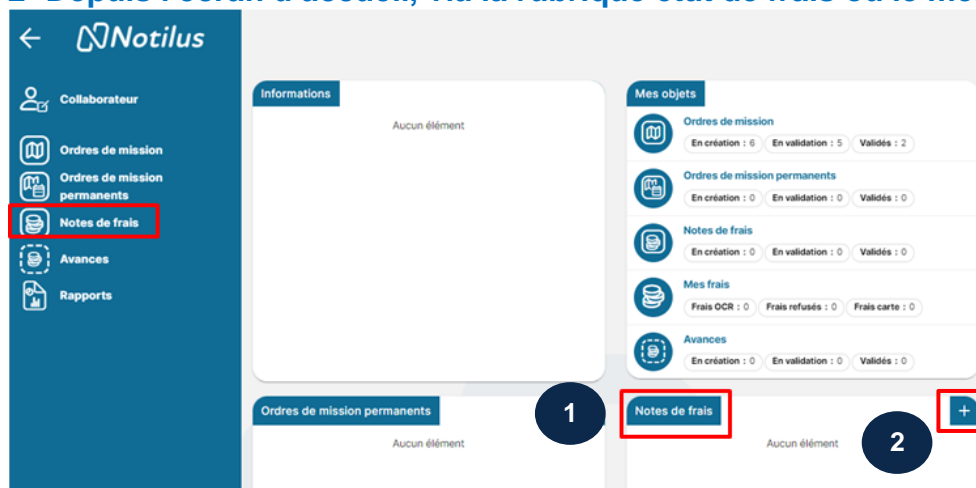 Notilus
Collaborateur
Ordres de mission
Ordres de mission
permanents
Notes de frais
Avances
Rapports
Informations
Aucun élément
Mes objets
Ordres de mission
En création : 6 En validation : 5 Validés : 2
Ordres de mission permanents
En création : 0 En validation : 0 Validés : 0
Notes de frais
En création : 0 En validation : 0 Validés : 0
Mes frais
Frais OCR : 0 Frais refusés : 0 Frais carte : 0
Avances
En création : 0 En validation : 0 Validés : 0
Ordres de mission permanents
Aucun élément
1
Notes de frais
+
Aucun élément
2